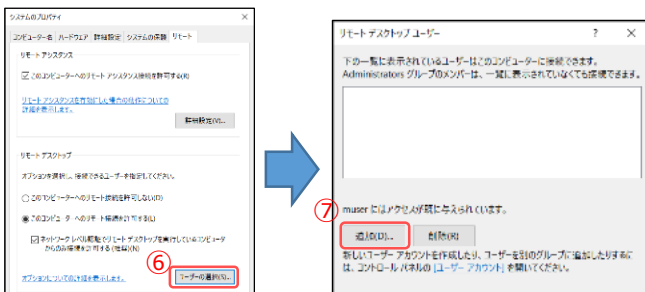 システムのプロパティ
コンピューター名 ハードウェア 詳細設定 システムの保護 リモート
リモート アシスタンス
このコンピューターへのリモート アシスタンス接続を許可する(R)
リモート アシスタンスを有効にした場合の動作についての
詳細を表示します。
詳細設定(V)...
リモート デスクトップ
オプションを選択し、接続できるユーザーを指定してください。
このコンピューターへのリモート接続を許可しない(D)
このコンピューターへのリモート接続を許可する(L)
ネットワーク レベル認証でリモート デスクトップを実行しているコンピューター
からのみ接続を許可する (推奨)(N)
⑥
オプションについての詳細を表示します。
ユーザーの選択(S)...
リモート デスクトップ ユーザー ? ×
下の一覧に表示されているユーザーはこのコンピューターに接続できます。
Administrators グループのメンバーは、一覧に表示されていなくても接続できます。
muser にはアクセスが既に与えられています。
⑦
追加(D)... 削除(R)
新しいユーザー アカウントを作成したり、ユーザーを別のグループに追加したりするに
は、コントロール パネルの [ユーザー アカウント] を開いてください。